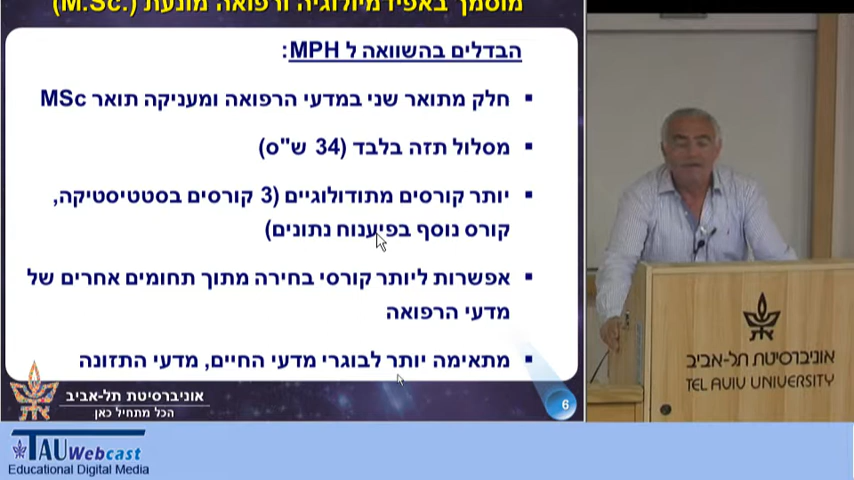 מוסמך באפידמיולוגיה ורפואה מונעת (M.Sc.)
הבדלים בהשוואה ל MPH:
▪ חלק מתואר שני במדעי הרפואה ומעניקה תואר MSc
▪ מסלול תזה בלבד (34 ש"ס)
▪ יותר קורסים מתודולוגיים (3 קורסים בסטטיסטיקה,
קורס נוסף בפיענוח נתונים)
▪ אפשרות ליותר קורסי בחירה מתוך תחומים אחרים של
מדעי הרפואה
▪ מתאימה יותר לבוגרי מדעי החיים, מדעי התזונה
אוניברסיטת תל-אביב
הכל מתחיל כאן
6
אוניברסיטת תל-אביב
TEL AVIV UNIVERSITY
TAU Webcast
Educational Digital Media